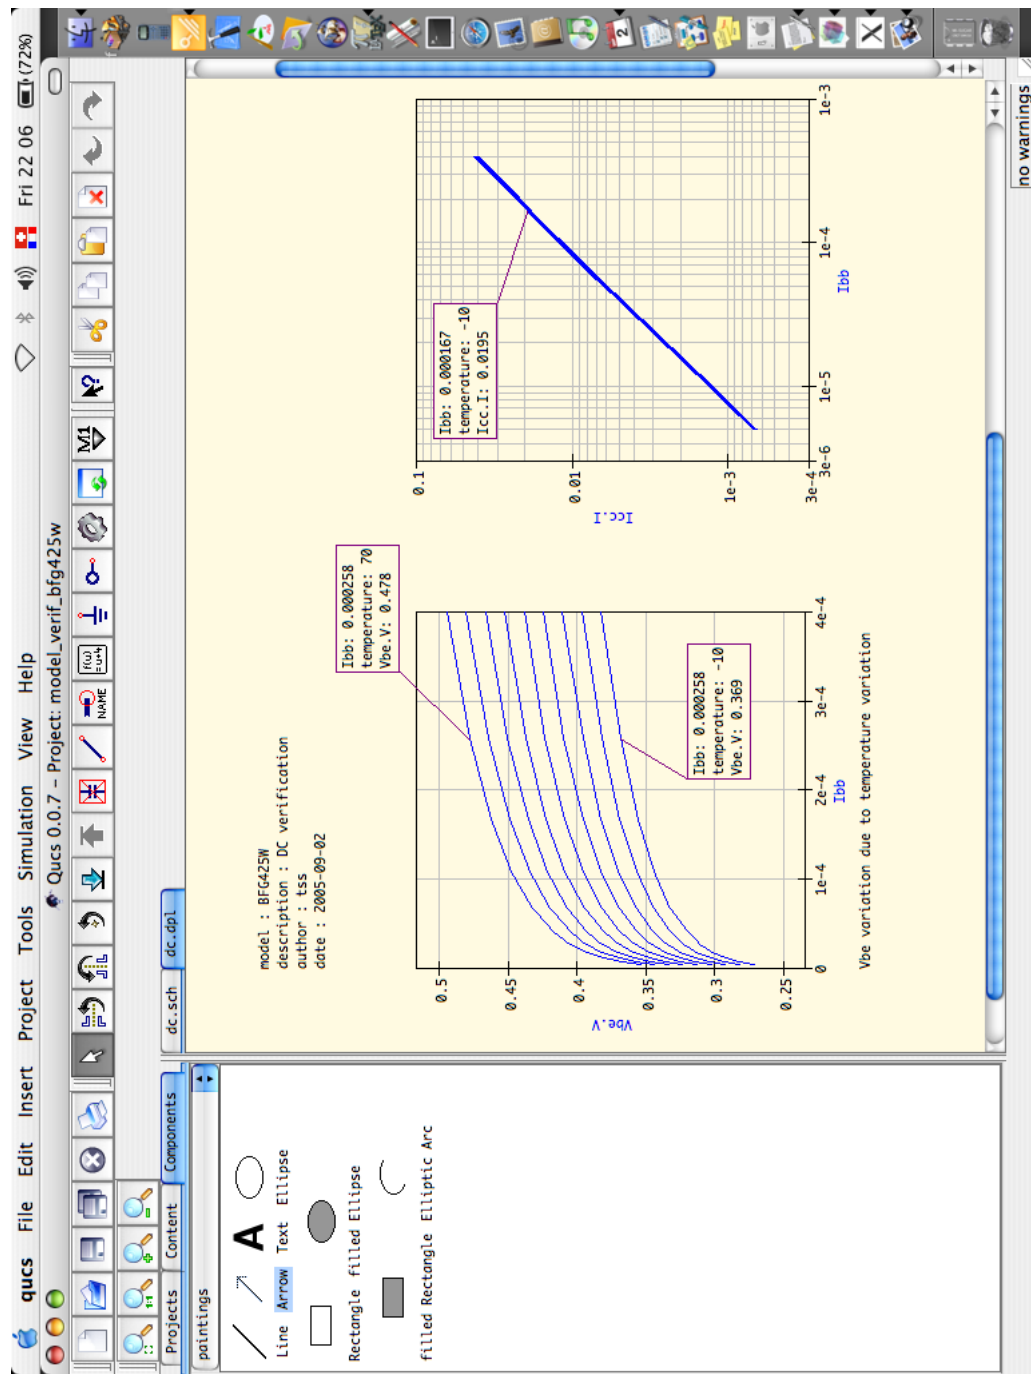 qucs File Edit Insert Project Tools Simulation View Help
Fri 22 06 (72%)
Qucs 0.0.7 - Project: model_verif_bfg425w
1:1
NAME
f(ω)
=u+4
M1
2
Projects Content Components
dc.sch dc.dpl
paintings
Line Arrow Text Ellipse
Rectangle filled Ellipse
filled Rectangle Elliptic Arc
model : BFG425W
description : DC verification
author : tss
date : 2005-09-02
Ibb: 0.000258
temperature: 70
Vbe.V: 0.478
0.5
0.45
0.4
0.35
0.3
0.25
Vbe.V
Ibb: 0.000258
temperature: -10
Vbe.V: 0.369
0 1e-4 2e-4 3e-4 4e-4
Ibb
Vbe variation due to temperature variation
Ibb: 0.000167
temperature: -10
Icc.I: 0.0195
0.1
0.01
1e-3
3e-4
Icc.I
3e-6 1e-5 1e-4 1e-3
Ibb
no warnings